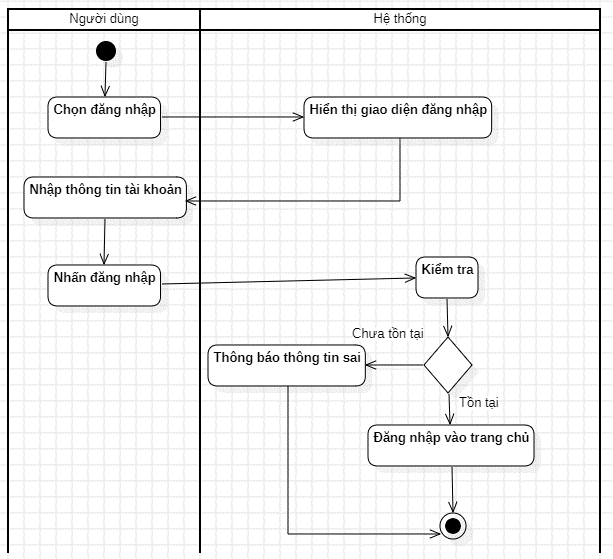 Người dùng
Hệ thống
Chọn đăng nhập
Hiển thị giao diện đăng nhập
Nhập thông tin tài khoản
Nhấn đăng nhập
Kiểm tra
Chưa tồn tại
Thông báo thông tin sai
Tồn tại
Đăng nhập vào trang chủ